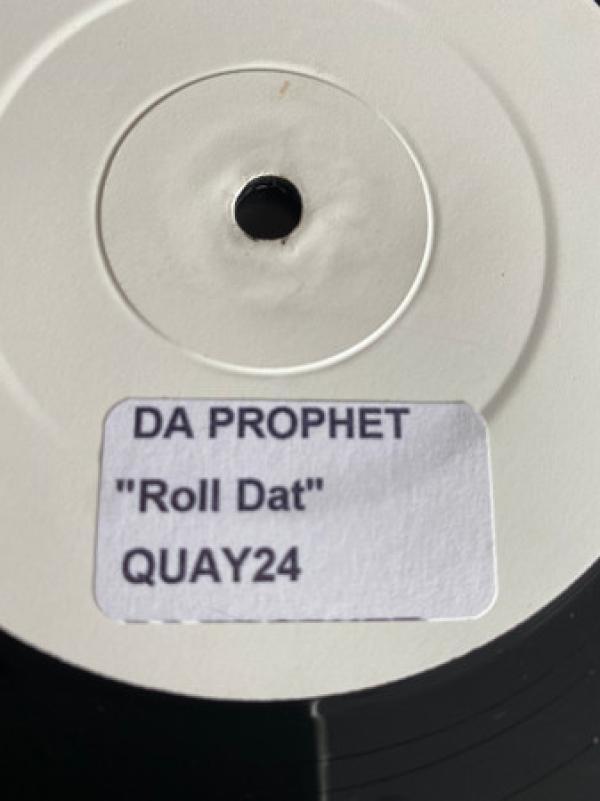 DA PROPHET
"Roll Dat"
QUAY24